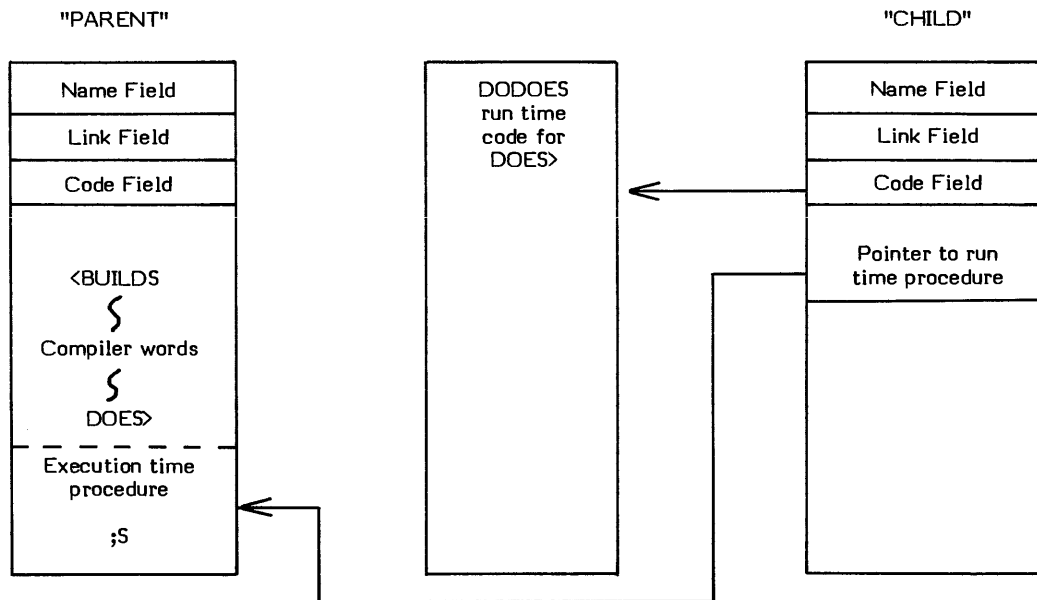 "PARENT"
Name Field
Link Field
Code Field
<BUILDS
Compiler words
DOES>
Execution time
procedure
;S
DODOES
run time
code for
DOES>
"CHILD"
Name Field
Link Field
Code Field
Pointer to run
time procedure